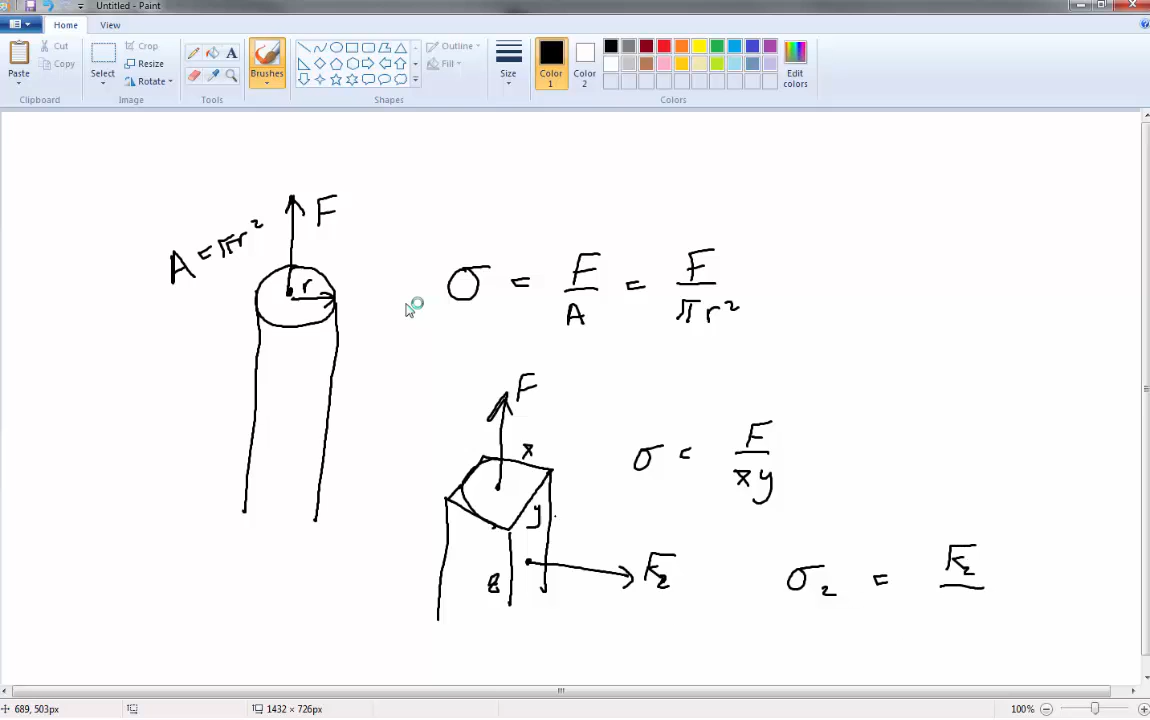 Untitled - Paint
Home View
Paste
Cut
Copy
Clipboard
Select
Crop
Resize
Rotate
Image
A
Tools
Brushes
Outline
Fill
Shapes
Size
Color 1
Color 2
Edit colors
Colors
F
A = πr²
r
σ = F/A = F/πr²
F
x
y
z
σ = F/xy
F₂
σ₂ = F₂
689, 503px
1432 × 726px
100%